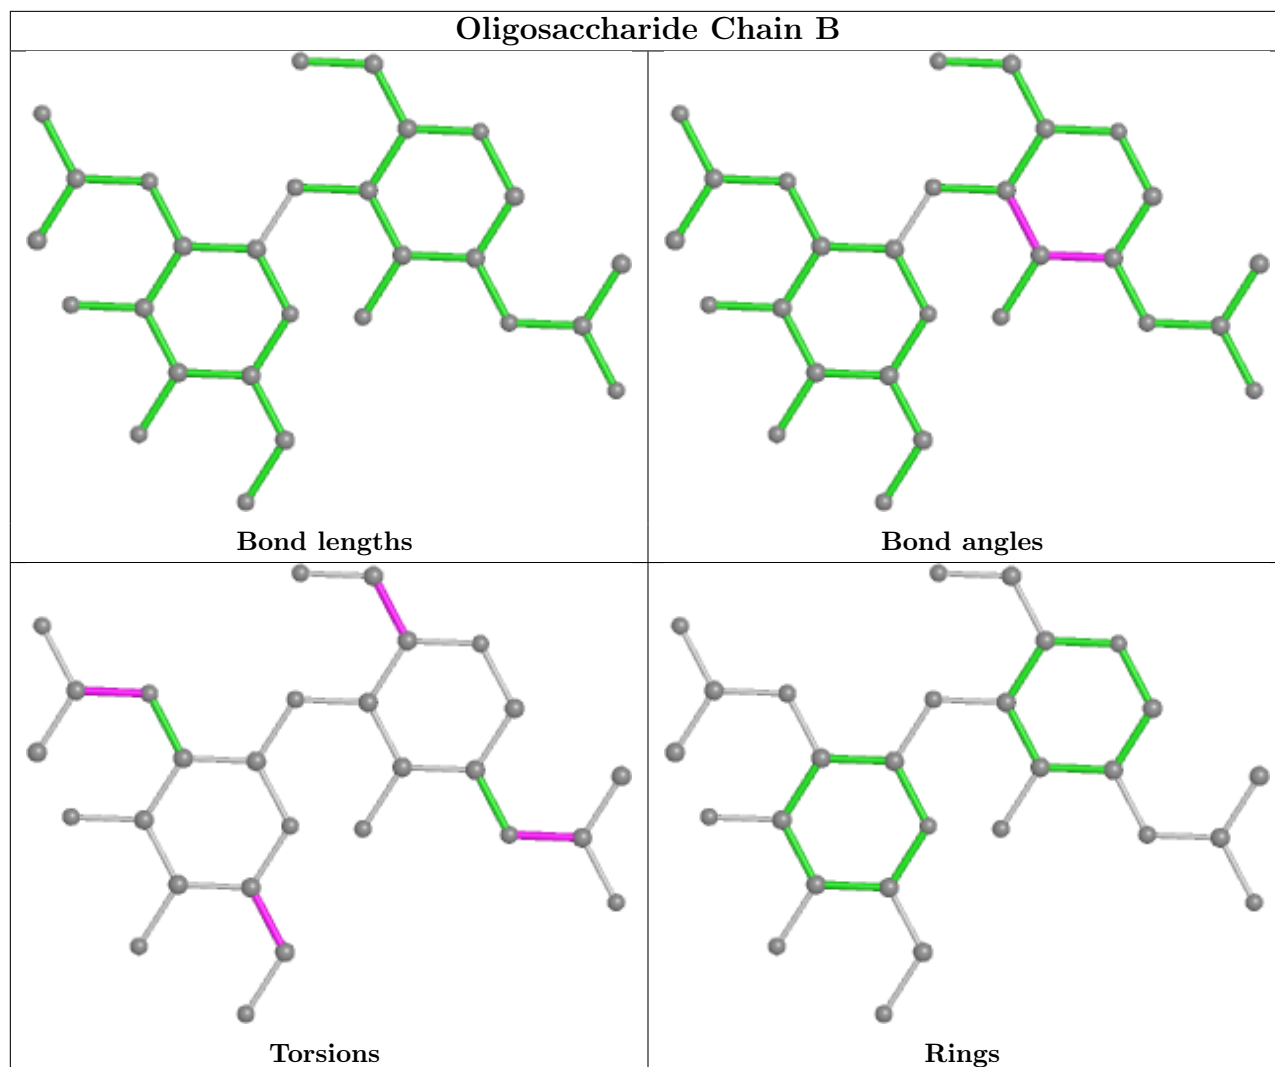 Oligosaccharide Chain B
Bond lengths
Bond angles
Torsions
Rings